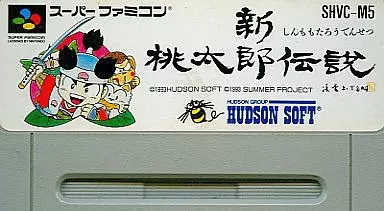 スーパーファミコン
SUPER FAMICOM
SHVC-M5
新
しんももたろうでんせつ
桃太郎伝説
©1993 HUDSON SOFT ©1993 SUMMER PROJECT
HUDSON GROUP
HUDSON SOFT